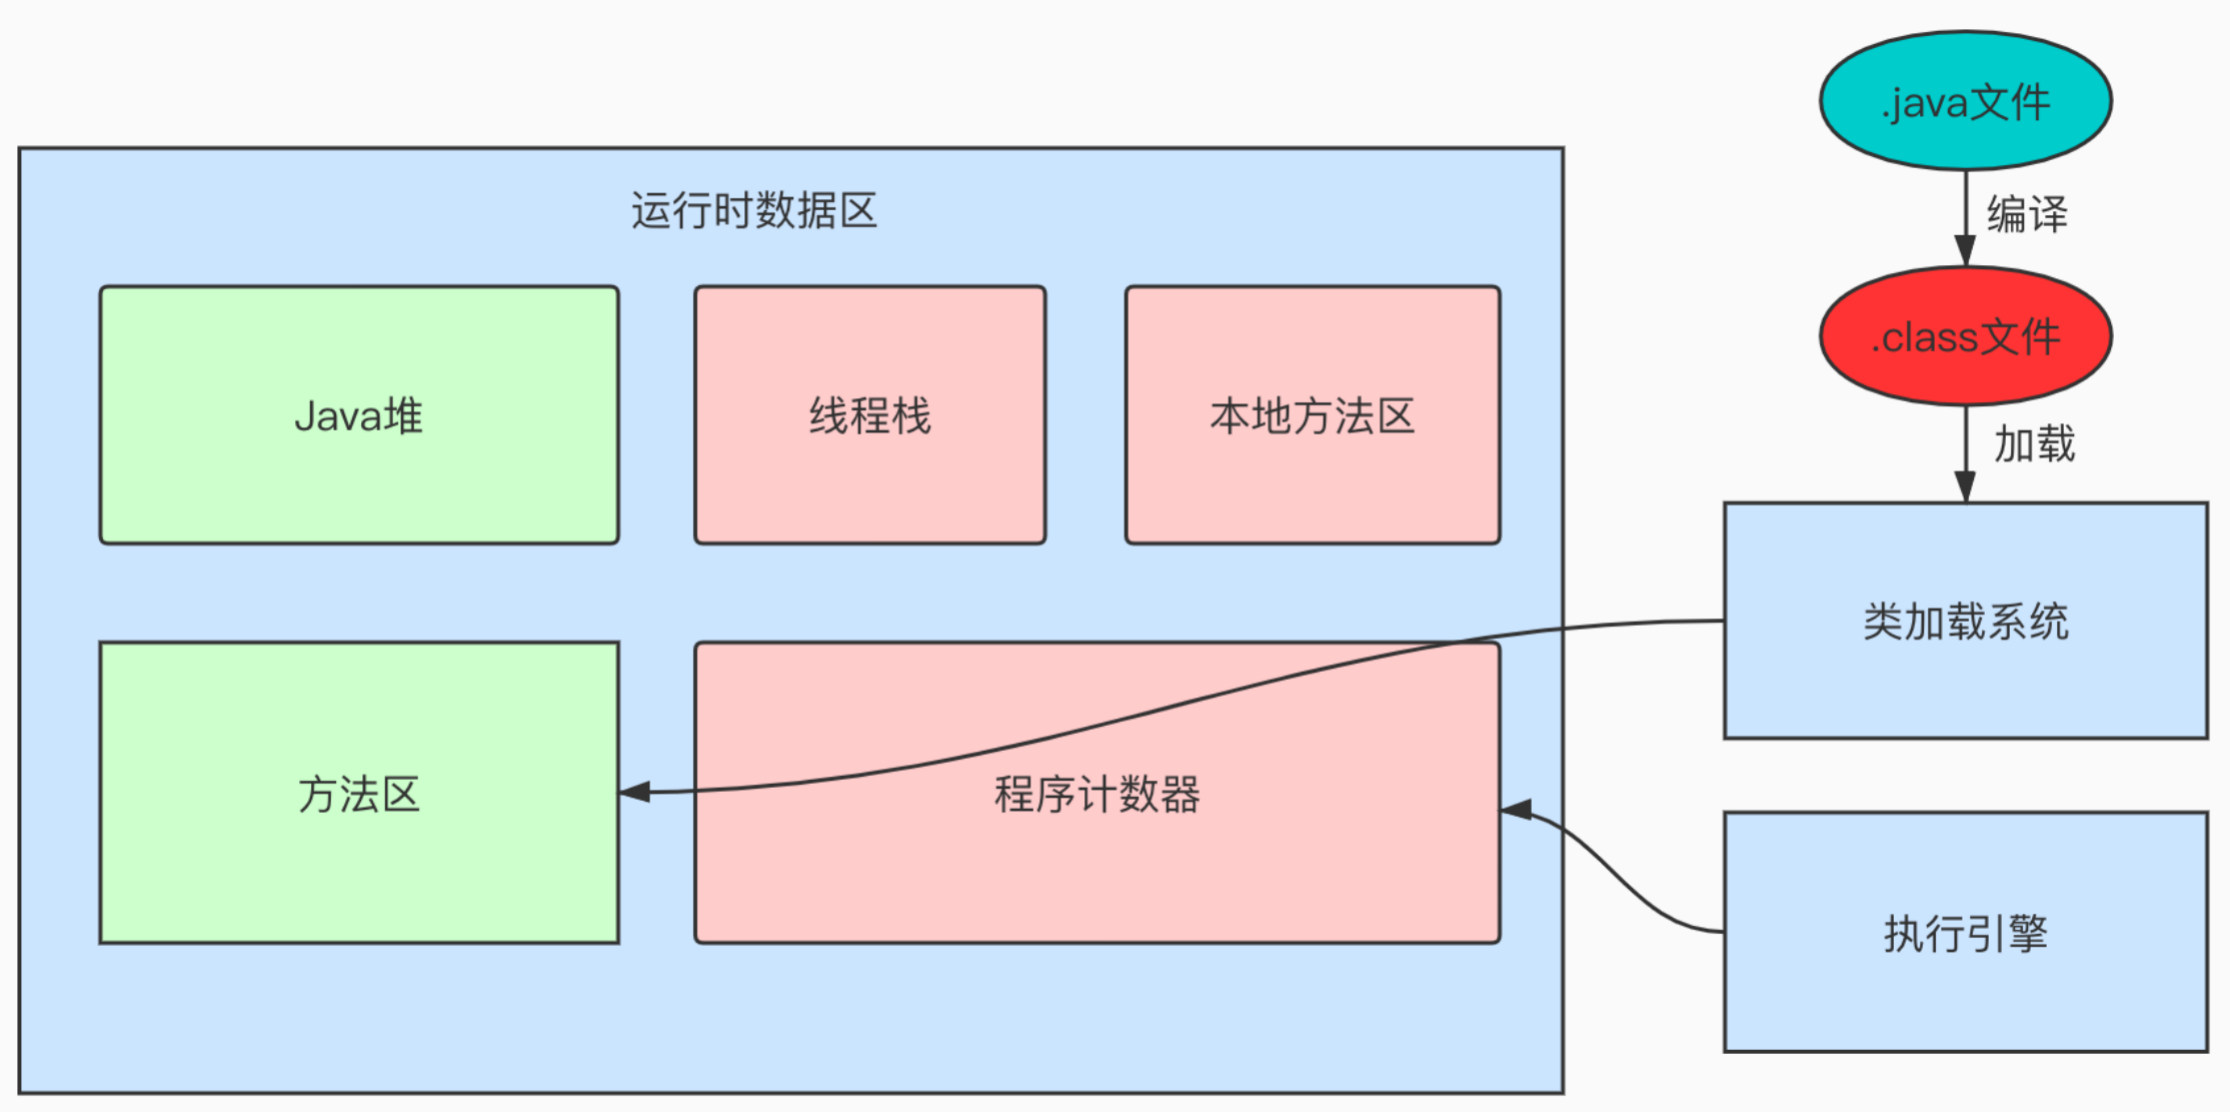 .java文件
编译
.class文件
加载
类加载系统
执行引擎
运行时数据区
Java堆
线程栈
本地方法区
方法区
程序计数器